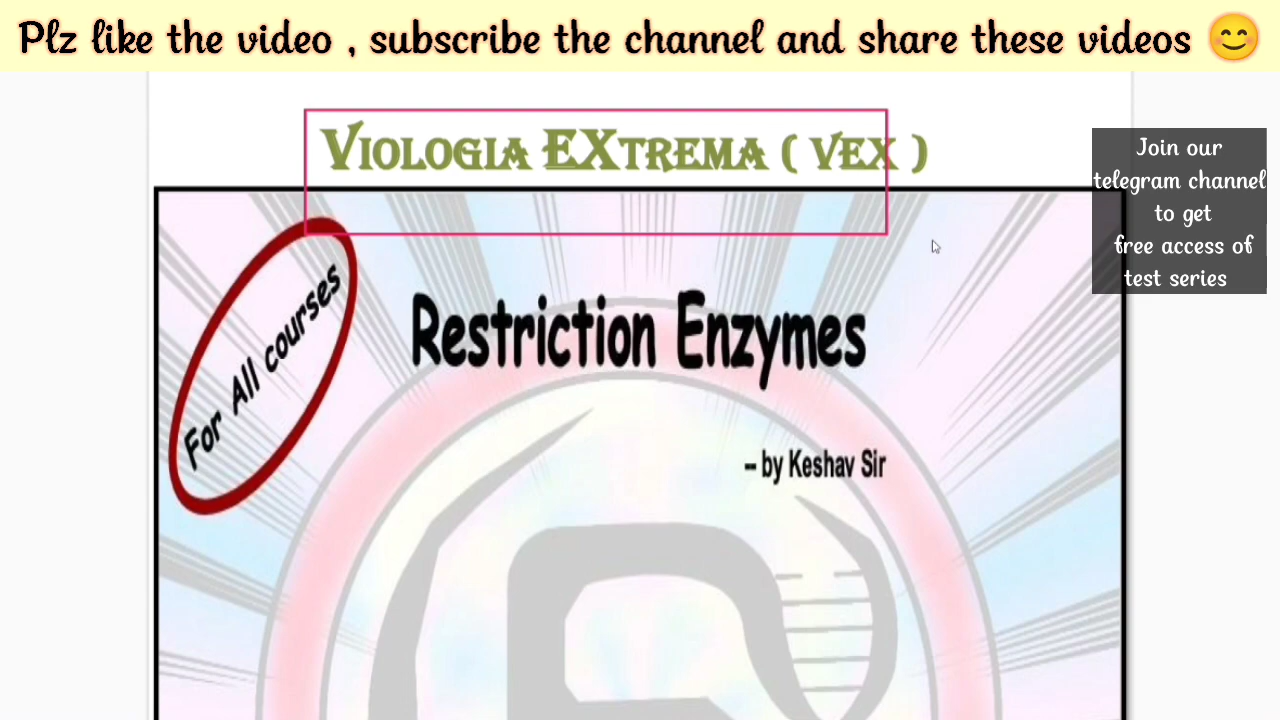 Plz like the video , subscribe the channel and share these videos 😊
VIOLOGIA EXTREMA ( VEX )
Join our
telegram channel
to get
free access of
test series
For All courses
Restriction Enzymes
-- by Keshav Sir